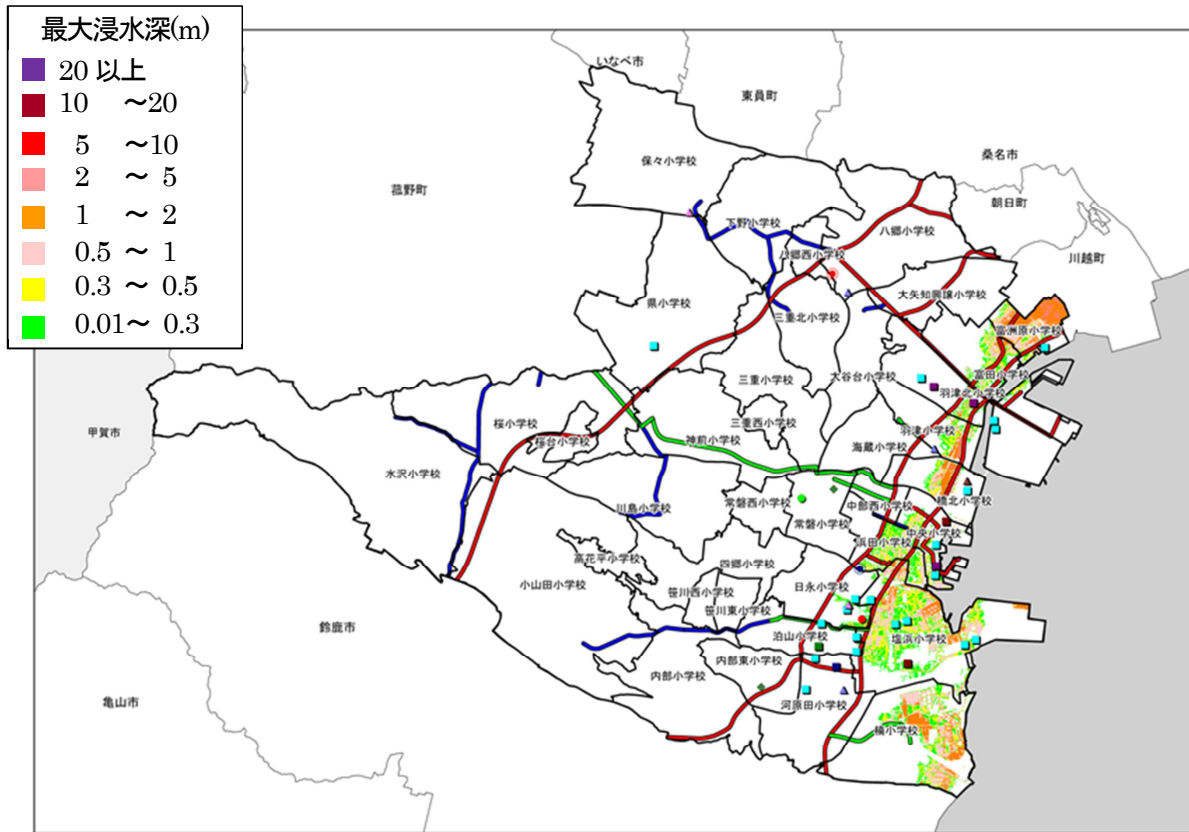 最大浸水深(m)
20 以上
10 ～20
5 ～10
2 ～ 5
1 ～ 2
0.5 ～ 1
0.3 ～ 0.5
0.01～ 0.3
いなべ市
東員町
桑名市
保々小学校
菰野町
朝日町
下野小学校
八郷小学校
八郷西小学校
川越町
大矢知興譲小学校
県小学校
三重北小学校
富洲原小学校
富田小学校
三重小学校
大谷台小学校
羽津北小学校
三重西小学校
桜小学校
羽津小学校
甲賀市
桜台小学校
神前小学校
海蔵小学校
水沢小学校
橋北小学校
川島小学校
常磐西小学校
中部西小学校
常磐小学校
中央小学校
浜田小学校
高花平小学校
四郷小学校
小山田小学校
日永小学校
笹川西小学校
笹川東小学校
鈴鹿市
泊山小学校
塩浜小学校
内部東小学校
内部小学校
亀山市
河原田小学校
楠小学校